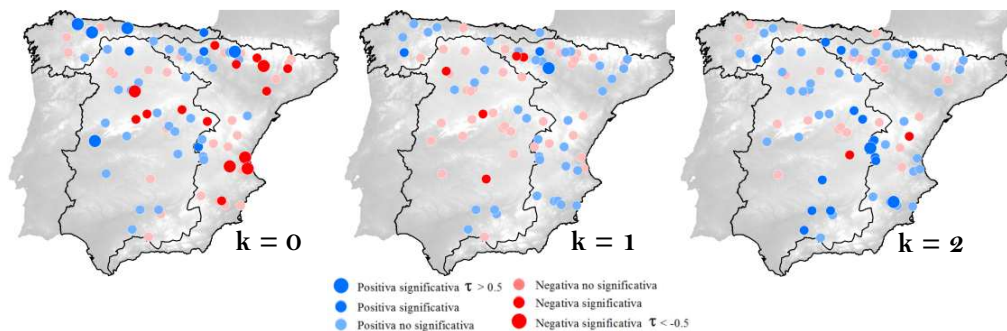 k = 0 k = 1 k = 2
Positiva significativa τ > 0.5 Negativa no significativa
Positiva significativa Negativa significativa
Positiva no significativa Negativa significativa τ < -0.5